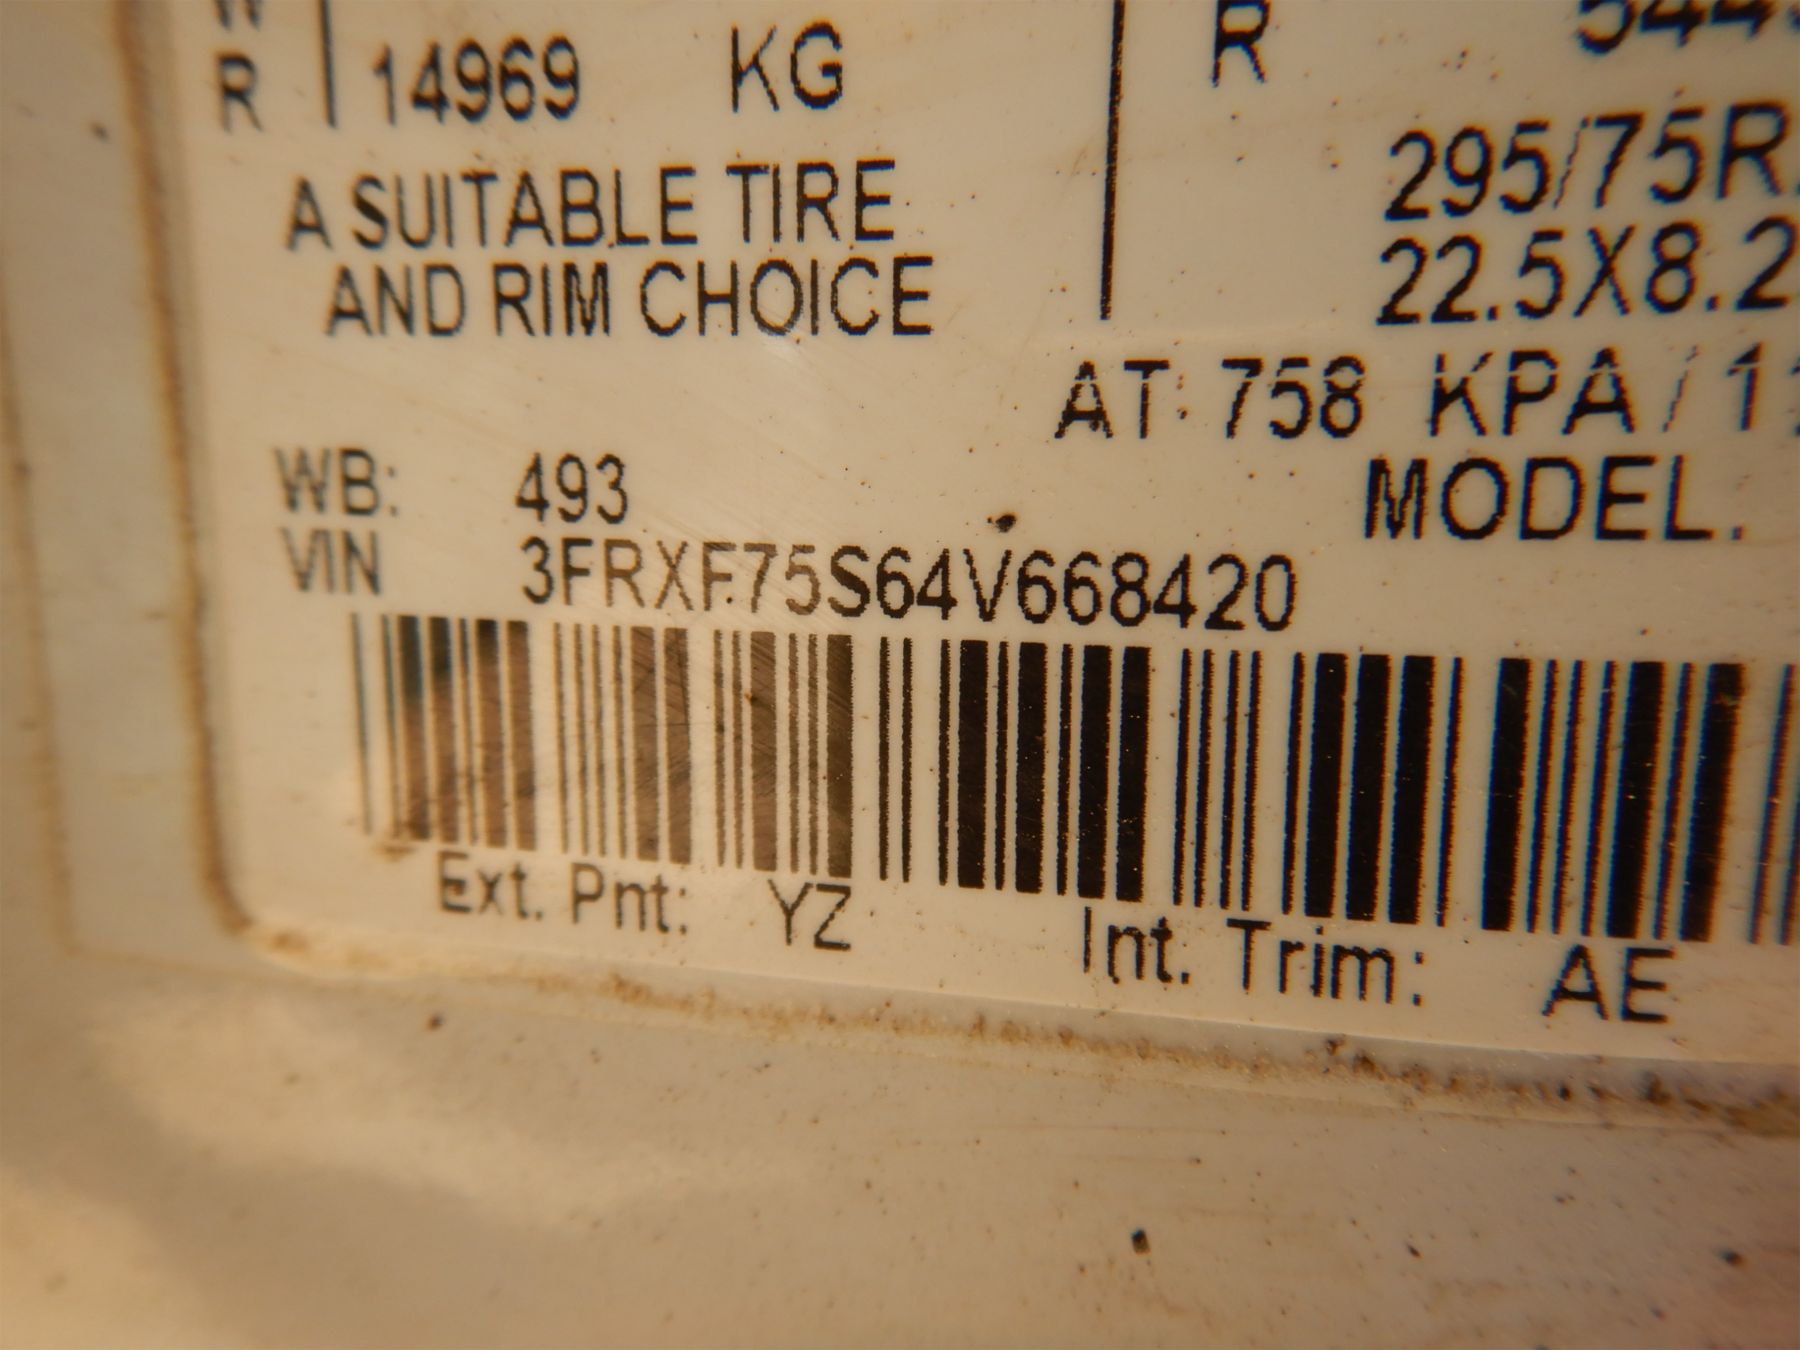 R 14969 KG R
A SUITABLE TIRE 295/75R
AND RIM CHOICE 22.5X8.2
AT: 758 KPA / 11
WB: 493 MODEL:
VIN 3FRXF75S64V668420
Ext. Pnt: YZ Int. Trim: AE